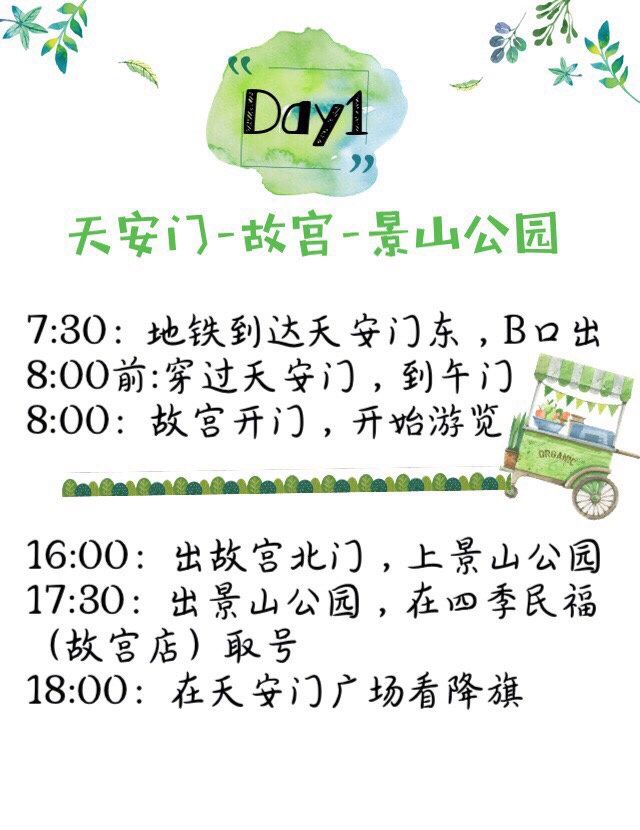 “
Day1
”
天安门-故宫-景山公园
7:30：地铁到达天安门东，B口出
8:00前:穿过天安门，到午门
8:00：故宫开门，开始游览
ORGANIC
16:00：出故宫北门，上景山公园
17:30：出景山公园，在四季民福
（故宫店）取号
18:00：在天安门广场看降旗